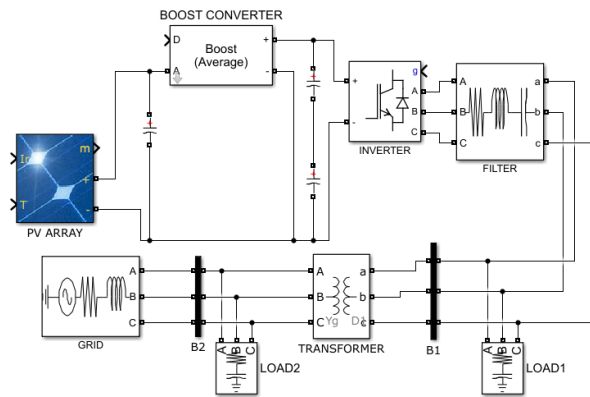 BOOST CONVERTER
D
Boost
(Average)
+
A
-
+
-
g
A
B
C
INVERTER
A
B
C
a
b
c
FILTER
Ir
T
m
+
-
PV ARRAY
A
B
C
GRID
B2
A
B
C
Yg
D1
a
b
c
TRANSFORMER
B1
A B C
LOAD2
A B C
LOAD1